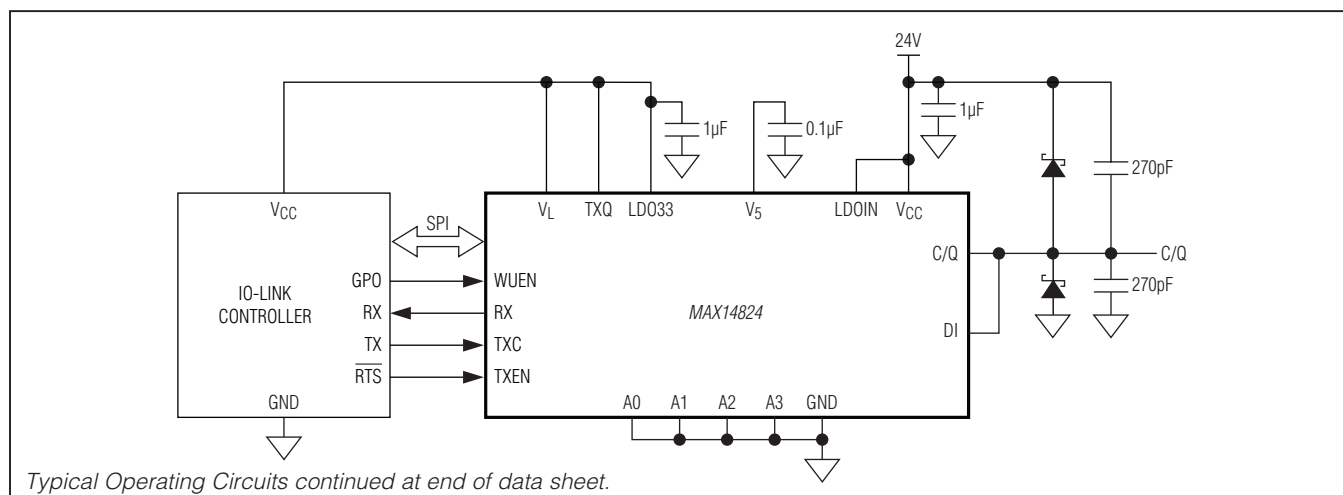 24V
1µF
0.1µF
1µF
270pF
VCC
VL
TXQ
LDO33
V5
LDOIN
VCC
SPI
C/Q
C/Q
GPO
WUEN
270pF
IO-LINK
CONTROLLER
RX
RX
MAX14824
TX
TXC
DI
RTS
TXEN
GND
A0
A1
A2
A3
GND
Typical Operating Circuits continued at end of data sheet.